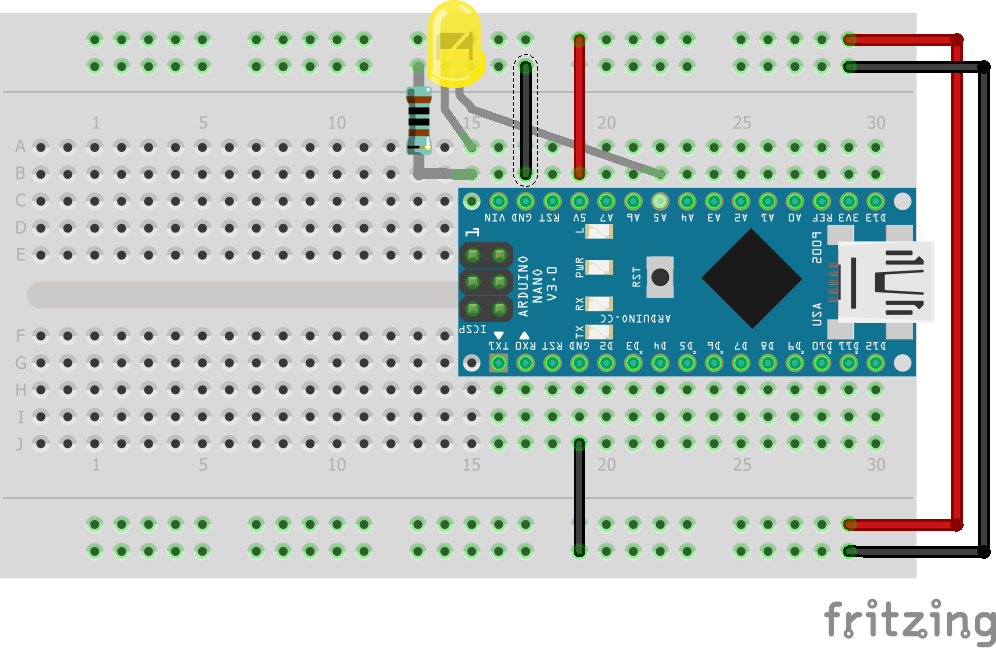 1 5 10 15 20 25 30
A
B
C
D
E
VIN GND RST 5V A7 A6 A5 A4 A3 A2 A1 A0 REF 3V3 D13
1
L
PWR
RX
TX
RST
ARDUINO
NANO
V3.0
ARDUINO.CC
2009
USA
ICSP
TX1 RX0 RST GND D2 D3 D4 D5 D6 D7 D8 D9 D10 D11 D12
F
G
H
I
J
1 5 10 15 20 25 30
fritzing